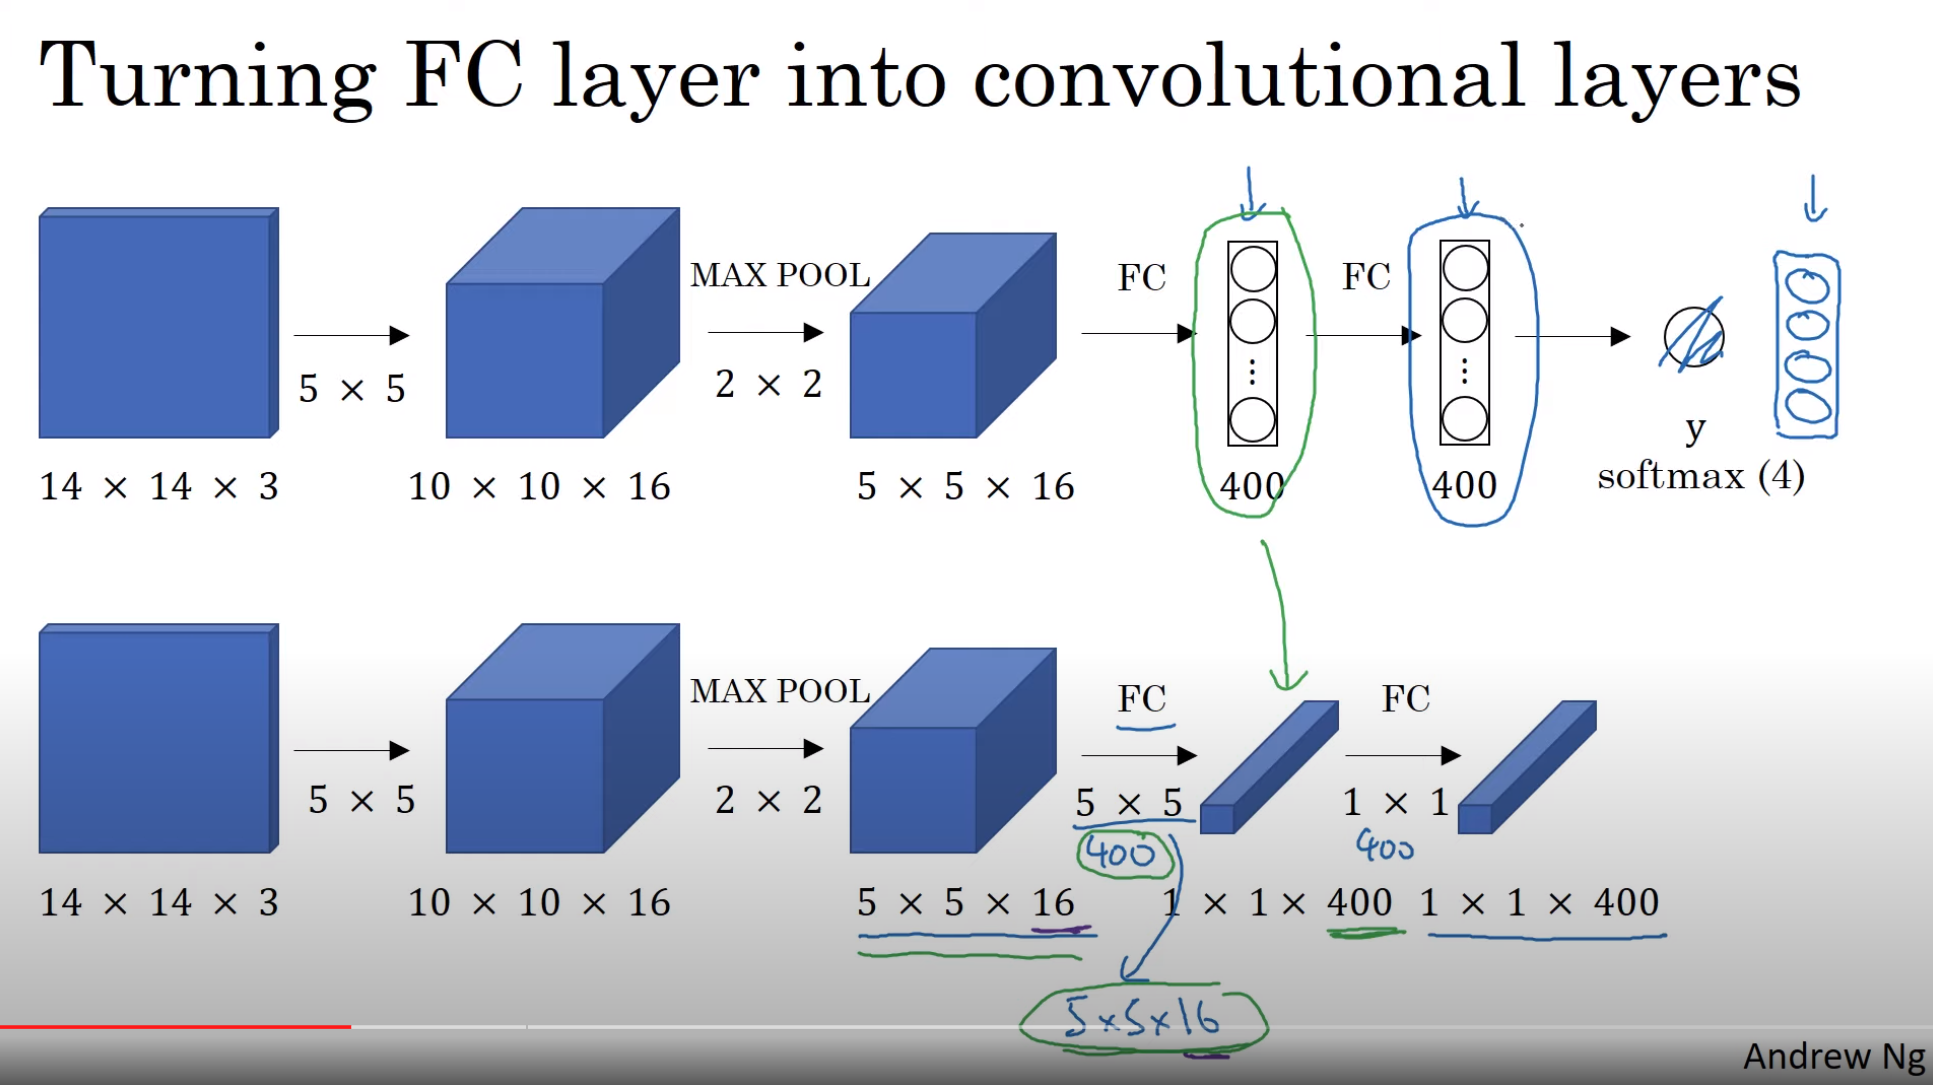 Turning FC layer into convolutional layers
MAX POOL
FC
FC
5 × 5
2 × 2
y
14 × 14 × 3
10 × 10 × 16
5 × 5 × 16
400
400
softmax (4)
MAX POOL
FC
FC
5 × 5
2 × 2
5 × 5
1 × 1
400
400
14 × 14 × 3
10 × 10 × 16
5 × 5 × 16
1 × 1 × 400
1 × 1 × 400
5×5×16
Andrew Ng